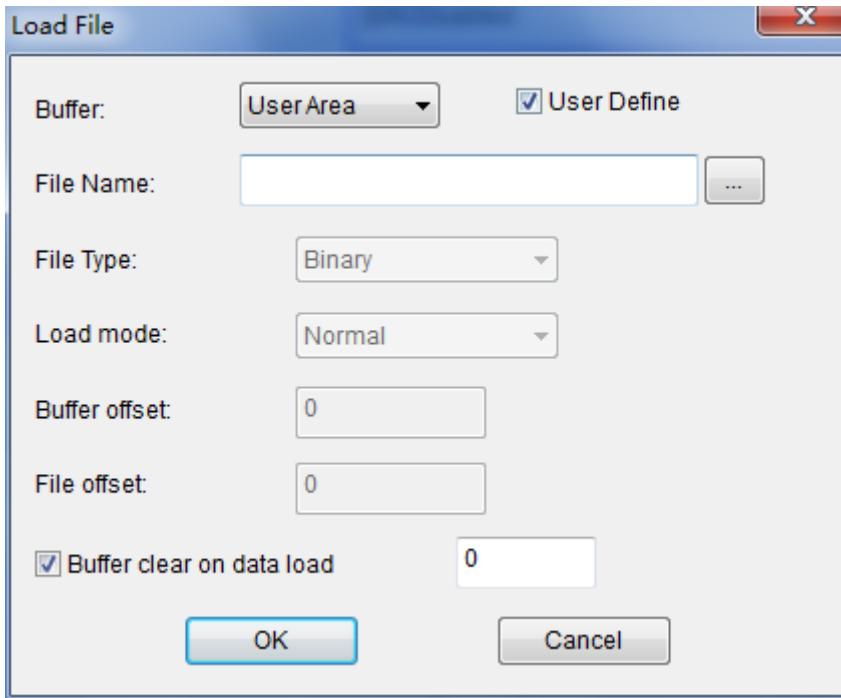 Load File
Buffer:
User Area
User Define
File Name:
...
File Type:
Binary
Load mode:
Normal
Buffer offset:
0
File offset:
0
Buffer clear on data load
0
OK
Cancel